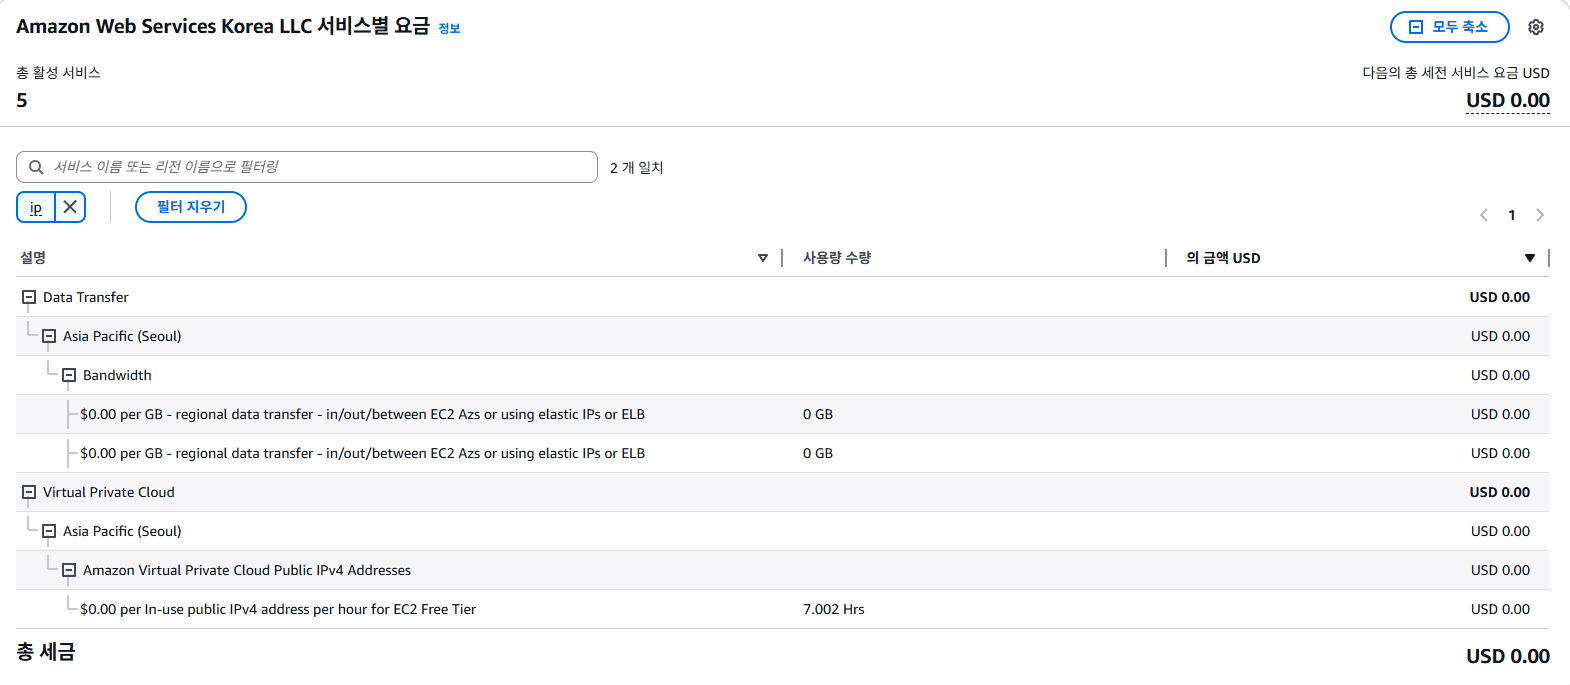 Amazon Web Services Korea LLC 서비스별 요금 정보
모두 축소
총 활성 서비스
다음의 총 세전 서비스 요금 USD
5
USD 0.00
서비스 이름 또는 리전 이름으로 필터링
2 개 일치
ip
필터 지우기
1
설명 사용량 수량 의 금액 USD
Data Transfer USD 0.00
Asia Pacific (Seoul) USD 0.00
Bandwidth USD 0.00
$0.00 per GB - regional data transfer - in/out/between EC2 Azs or using elastic IPs or ELB 0 GB USD 0.00
$0.00 per GB - regional data transfer - in/out/between EC2 Azs or using elastic IPs or ELB 0 GB USD 0.00
Virtual Private Cloud USD 0.00
Asia Pacific (Seoul) USD 0.00
Amazon Virtual Private Cloud Public IPv4 Addresses USD 0.00
$0.00 per In-use public IPv4 address per hour for EC2 Free Tier 7.002 Hrs USD 0.00
총 세금 USD 0.00